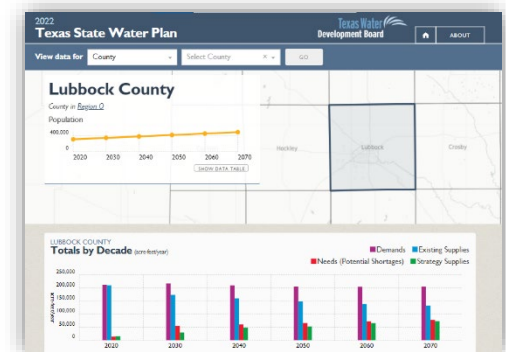 2022
Texas State Water Plan
Texas Water
Development Board
ABOUT
View data for County Select County × GO
Lubbock County
County in Region O
Population
400,000
0
2020 2030 2040 2050 2060 2070
SHOW DATA TABLE
Hockley Lubbock Crosby
LUBBOCK COUNTY
Totals by Decade (acre-feet/year)
Demands Existing Supplies
Needs (Potential Shortages) Strategy Supplies
250,000
200,000
150,000
100,000
50,000
0
acre-feet/year
2020 2030 2040 2050 2060 2070